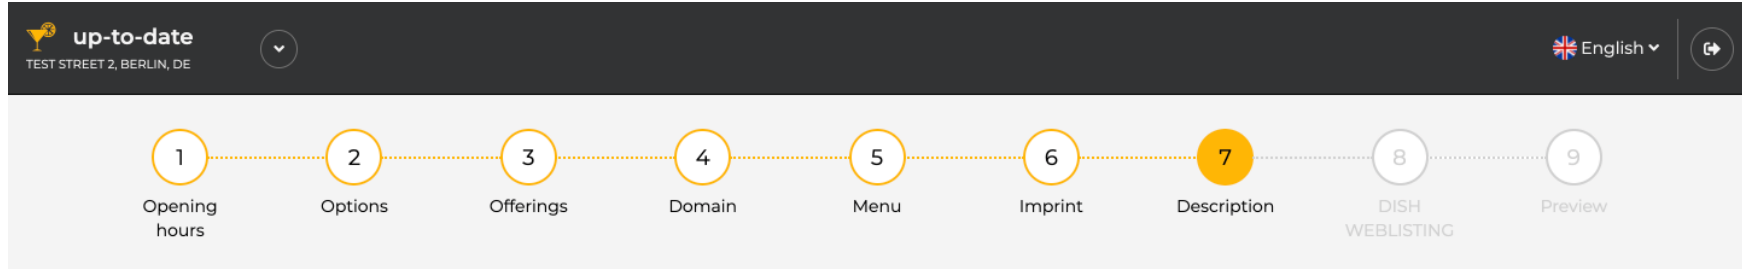 up-to-date
TEST STREET 2, BERLIN, DE
English
1
2
3
4
5
6
7
8
9
Opening
hours
Options
Offerings
Domain
Menu
Imprint
Description
DISH
WEBLISTING
Preview